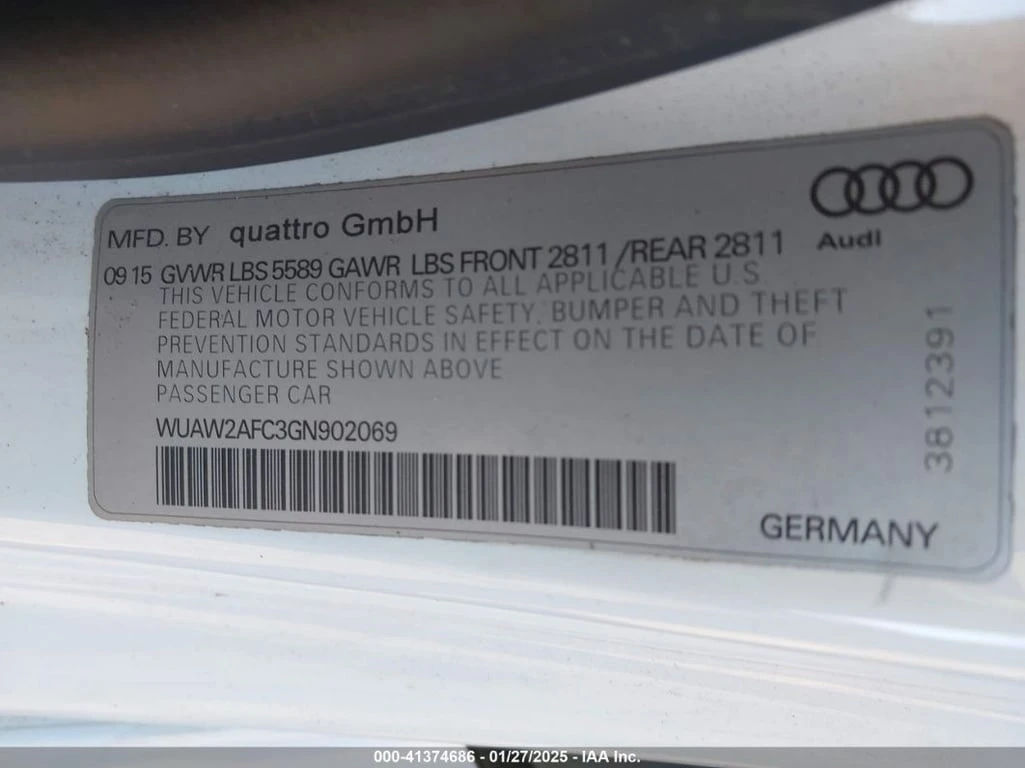 MFD. BY quattro GmbH
Audi
09 15 GVWR LBS 5589 GAWR LBS FRONT 2811 /REAR 2811
THIS VEHICLE CONFORMS TO ALL APPLICABLE U.S.
FEDERAL MOTOR VEHICLE SAFETY, BUMPER AND THEFT
PREVENTION STANDARDS IN EFFECT ON THE DATE OF
MANUFACTURE SHOWN ABOVE
PASSENGER CAR
WUAW2AFC3GN902069
3812391
GERMANY
000-41374686 - 01/27/2025 - IAA Inc.